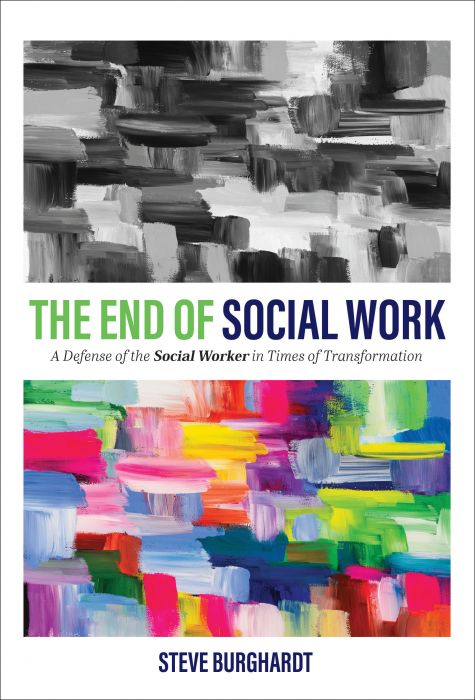 THE END OF SOCIAL WORK
A Defense of the Social Worker in Times of Transformation
STEVE BURGHARDT